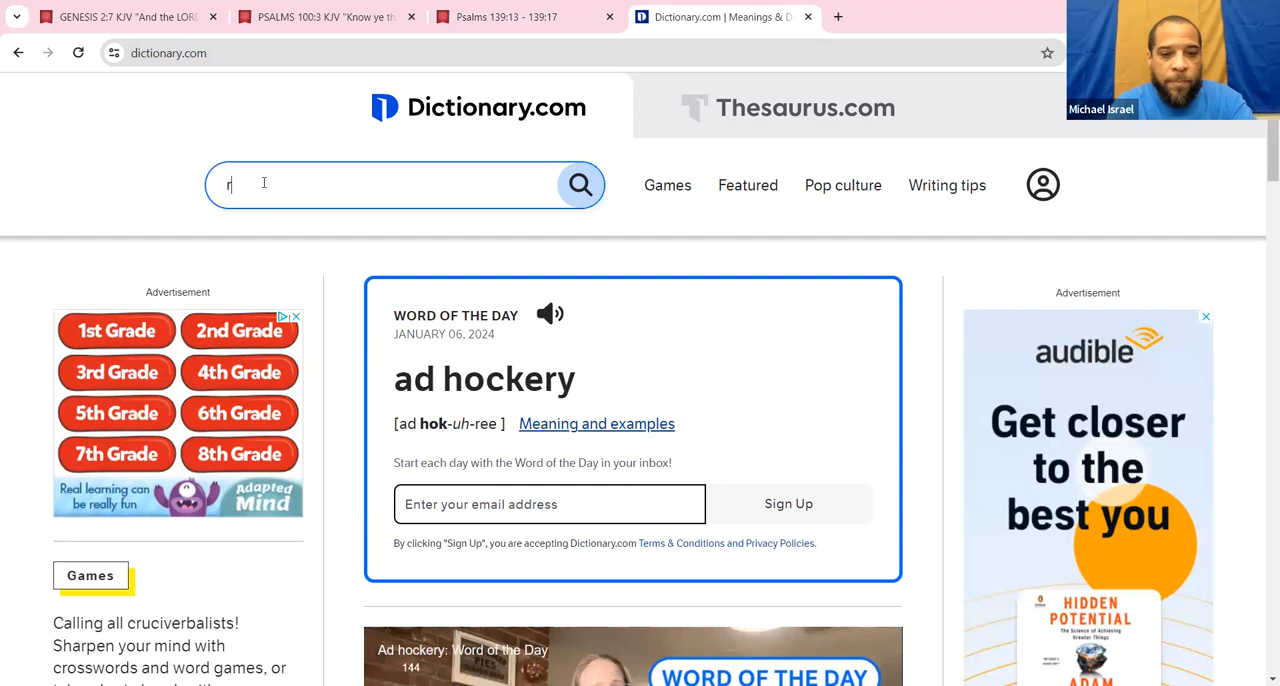 GENESIS 2:7 KJV "And the LORD
PSALMS 100:3 KJV "Know ye th
Psalms 139:13 - 139:17
Dictionary.com | Meanings & D
dictionary.com
Michael Israel
Dictionary.com
Thesaurus.com
r
Games
Featured
Pop culture
Writing tips
Advertisement
1st Grade
2nd Grade
3rd Grade
4th Grade
5th Grade
6th Grade
7th Grade
8th Grade
Real learning can
be really fun
Adapted
Mind
Games
Calling all cruciverbalists!
Sharpen your mind with
crosswords and word games, or
WORD OF THE DAY
JANUARY 06, 2024
ad hockery
[ad hok-uh-ree ]
Meaning and examples
Start each day with the Word of the Day in your inbox!
Enter your email address
Sign Up
By clicking "Sign Up", you are accepting Dictionary.com Terms & Conditions and Privacy Policies.
Ad hockery: Word of the Day
144
PIES
WORD OF THE DAY
Advertisement
audible
Get closer
to the
best you
HIDDEN
POTENTIAL
The Science of Achieving
Greater Things
ADAM